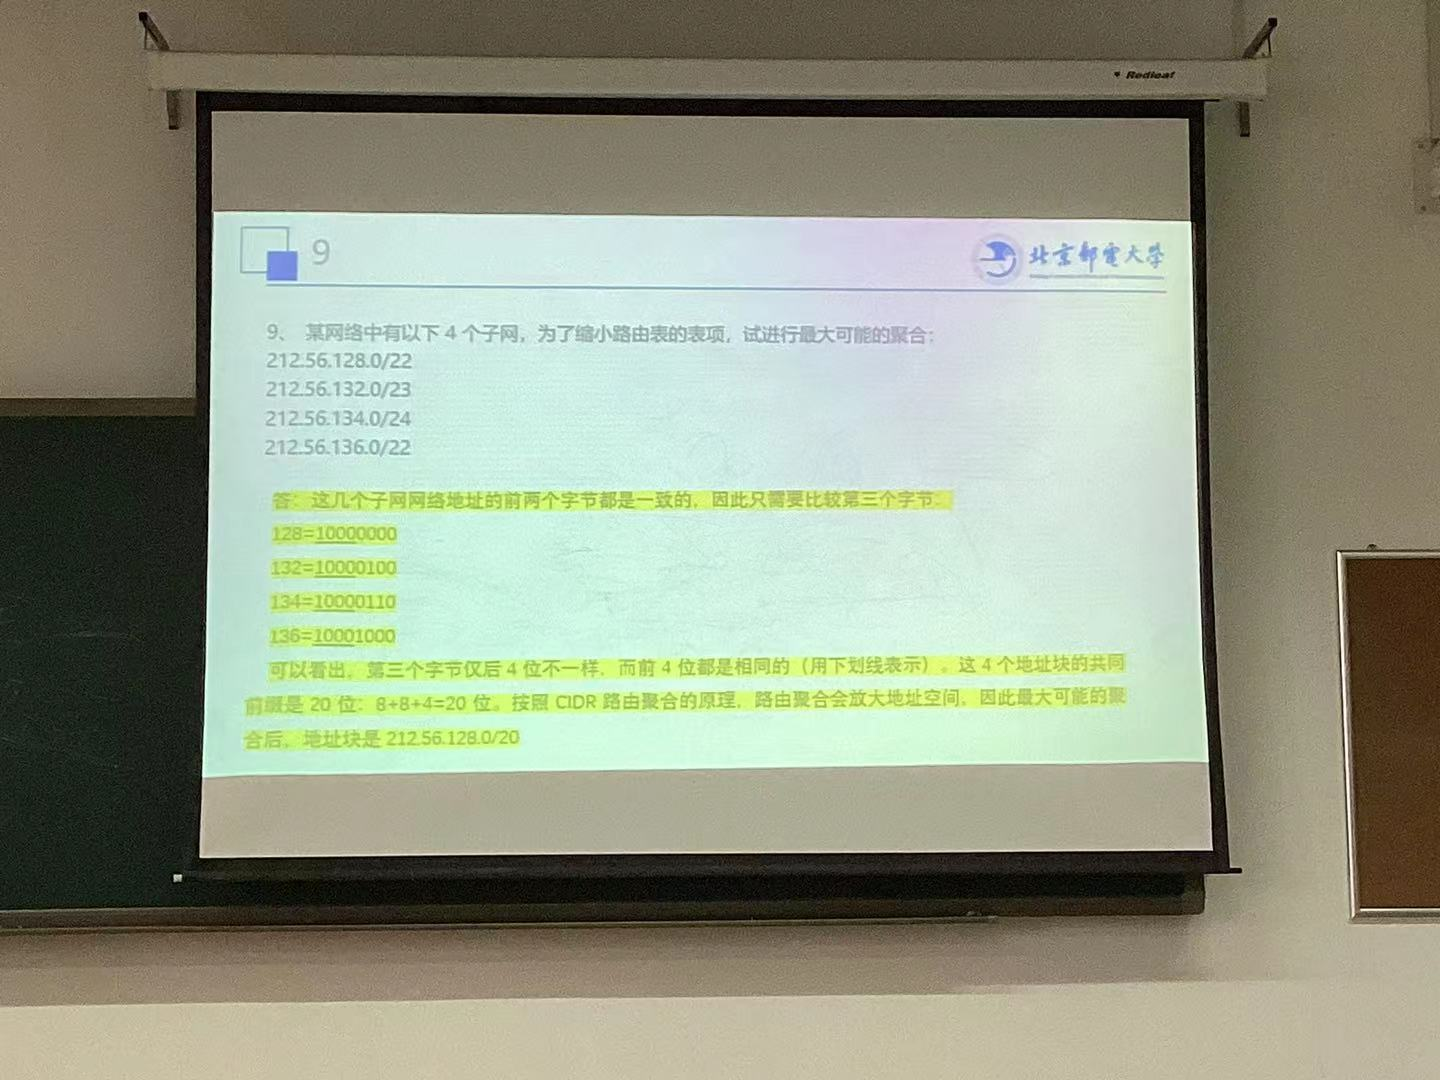 Redleaf
9
北京邮电大学
9、 某网络中有以下 4 个子网，为了缩小路由表的表项，试进行最大可能的聚合：
212.56.128.0/22
212.56.132.0/23
212.56.134.0/24
212.56.136.0/22
答：这几个子网网络地址的前两个字节都是一致的，因此只需要比较第三个字节：
128=10000000
132=10000100
134=10000110
136=10001000
可以看出，第三个字节仅后 4 位不一样，而前 4 位都是相同的（用下划线表示）。这 4 个地址块的共同
前缀是 20 位：8+8+4=20 位。按照 CIDR 路由聚合的原理，路由聚合会放大地址空间，因此最大可能的聚
合后，地址块是 212.56.128.0/20